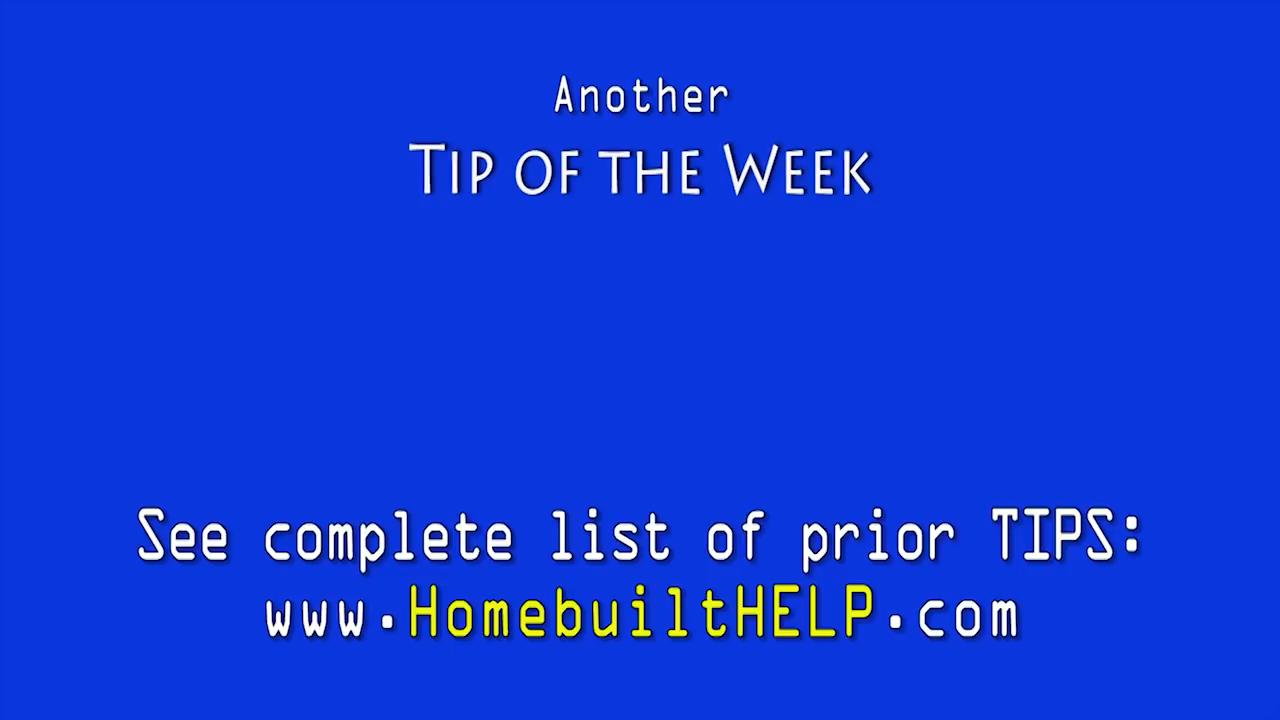 Another
Tip of the Week
See complete list of prior TIPS:
www.HomebuiltHELP.com